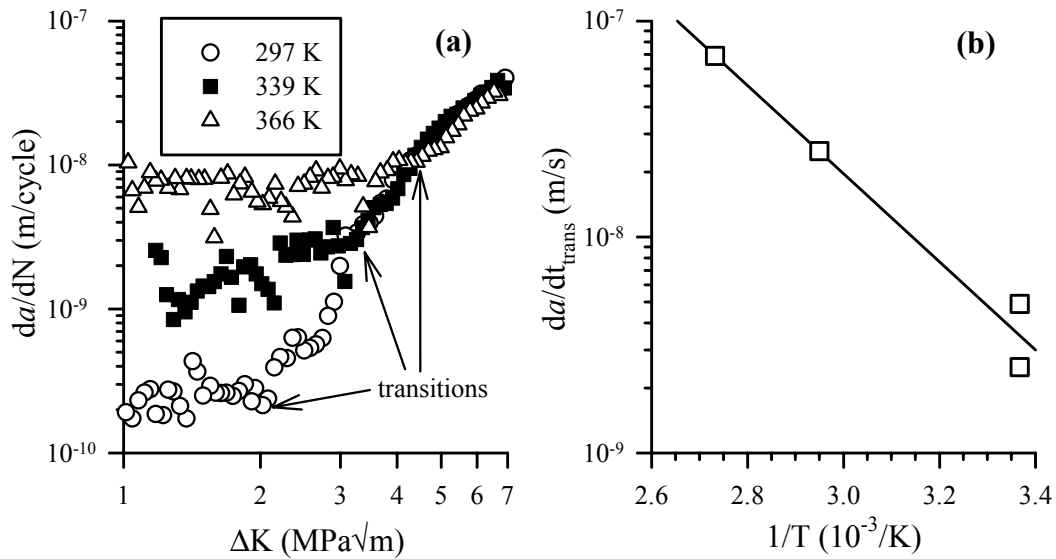 (a)
297 K
339 K
366 K
10⁻⁷
10⁻⁸
10⁻⁹
10⁻¹⁰
da/dN (m/cycle)
transitions
1 2 3 4 5 6 7
ΔK (MPa√m)
(b)
10⁻⁷
10⁻⁸
10⁻⁹
da/dt_trans (m/s)
2.6 2.8 3.0 3.2 3.4
1/T (10⁻³/K)